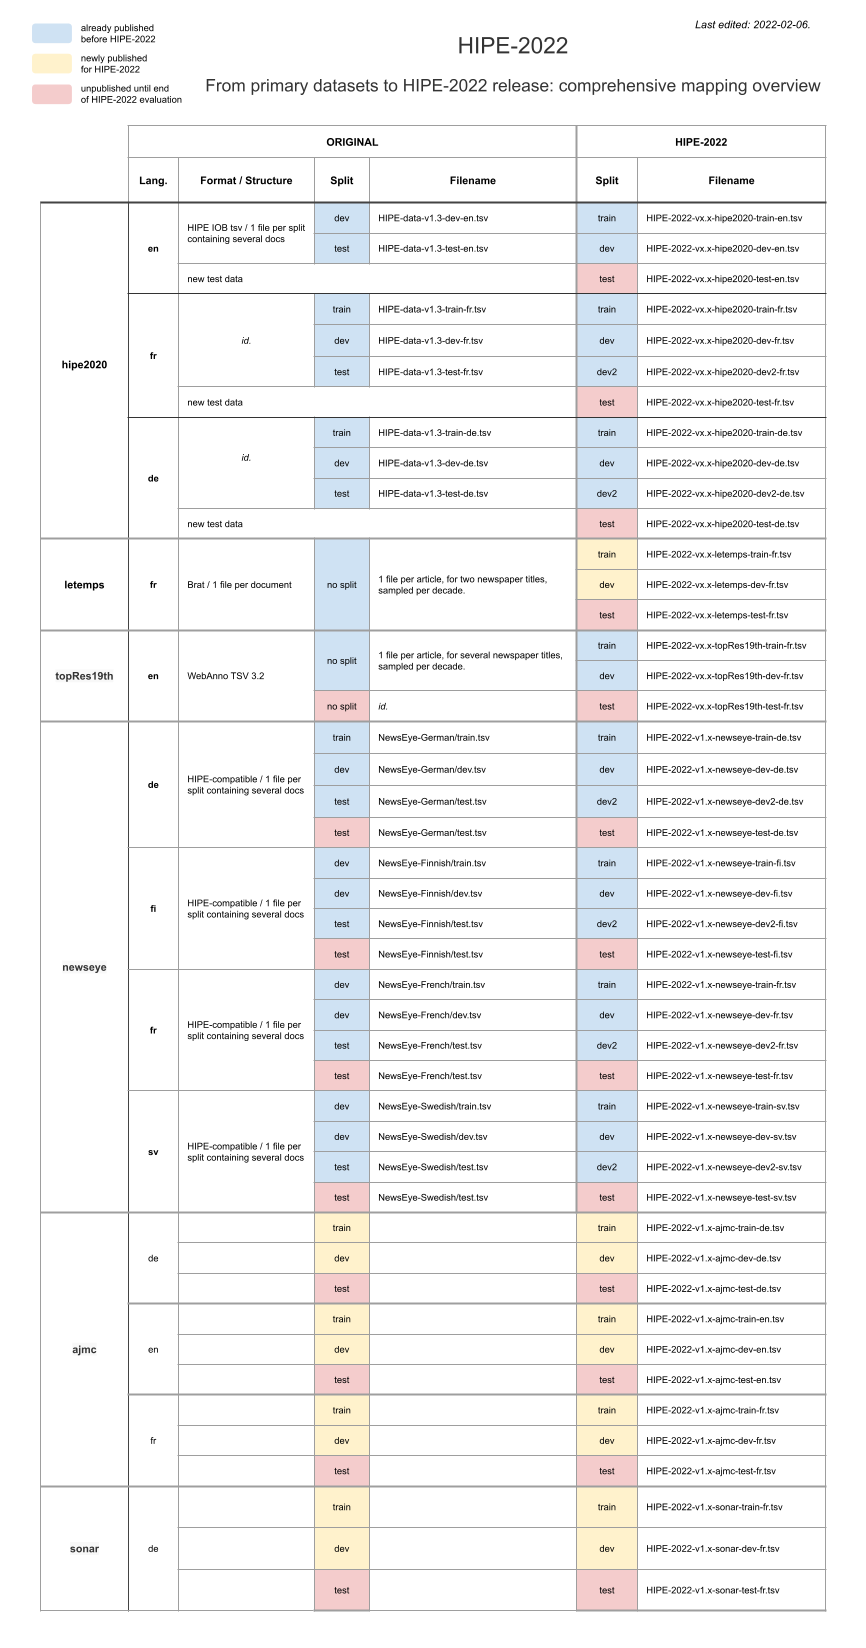 already published
before HIPE-2022
newly published
for HIPE-2022
unpublished until end
of HIPE-2022 evaluation
Last edited: 2022-02-06.
HIPE-2022
From primary datasets to HIPE-2022 release: comprehensive mapping overview
ORIGINAL HIPE-2022
Lang. Format / Structure Split Filename Split Filename
hipe2020
en
HIPE IOB tsv / 1 file per split
containing several docs
dev HIPE-data-v1.3-dev-en.tsv train HIPE-2022-vx.x-hipe2020-train-en.tsv
test HIPE-data-v1.3-test-en.tsv dev HIPE-2022-vx.x-hipe2020-dev-en.tsv
new test data test HIPE-2022-vx.x-hipe2020-test-en.tsv
fr
id.
train HIPE-data-v1.3-train-fr.tsv train HIPE-2022-vx.x-hipe2020-train-fr.tsv
dev HIPE-data-v1.3-dev-fr.tsv dev HIPE-2022-vx.x-hipe2020-dev-fr.tsv
test HIPE-data-v1.3-test-fr.tsv dev2 HIPE-2022-vx.x-hipe2020-dev2-fr.tsv
new test data test HIPE-2022-vx.x-hipe2020-test-fr.tsv
de
id.
train HIPE-data-v1.3-train-de.tsv train HIPE-2022-vx.x-hipe2020-train-de.tsv
dev HIPE-data-v1.3-dev-de.tsv dev HIPE-2022-vx.x-hipe2020-dev-de.tsv
test HIPE-data-v1.3-test-de.tsv dev2 HIPE-2022-vx.x-hipe2020-dev2-de.tsv
new test data test HIPE-2022-vx.x-hipe2020-test-de.tsv
letemps
fr
Brat / 1 file per document
no split
1 file per article, for two newspaper titles,
sampled per decade.
train HIPE-2022-vx.x-letemps-train-fr.tsv
dev HIPE-2022-vx.x-letemps-dev-fr.tsv
test HIPE-2022-vx.x-letemps-test-fr.tsv
topRes19th
en
WebAnno TSV 3.2
no split
1 file per article, for several newspaper titles,
sampled per decade.
train HIPE-2022-vx.x-topRes19th-train-fr.tsv
dev HIPE-2022-vx.x-topRes19th-dev-fr.tsv
no split id. test HIPE-2022-vx.x-topRes19th-test-fr.tsv
newseye
de
HIPE-compatible / 1 file per
split containing several docs
train NewsEye-German/train.tsv train HIPE-2022-v1.x-newseye-train-de.tsv
dev NewsEye-German/dev.tsv dev HIPE-2022-v1.x-newseye-dev-de.tsv
test NewsEye-German/test.tsv dev2 HIPE-2022-v1.x-newseye-dev2-de.tsv
test NewsEye-German/test.tsv test HIPE-2022-v1.x-newseye-test-de.tsv
fi
HIPE-compatible / 1 file per
split containing several docs
dev NewsEye-Finnish/train.tsv train HIPE-2022-v1.x-newseye-train-fi.tsv
dev NewsEye-Finnish/dev.tsv dev HIPE-2022-v1.x-newseye-dev-fi.tsv
test NewsEye-Finnish/test.tsv dev2 HIPE-2022-v1.x-newseye-dev2-fi.tsv
test NewsEye-Finnish/test.tsv test HIPE-2022-v1.x-newseye-test-fi.tsv
fr
HIPE-compatible / 1 file per
split containing several docs
dev NewsEye-French/train.tsv train HIPE-2022-v1.x-newseye-train-fr.tsv
dev NewsEye-French/dev.tsv dev HIPE-2022-v1.x-newseye-dev-fr.tsv
test NewsEye-French/test.tsv dev2 HIPE-2022-v1.x-newseye-dev2-fr.tsv
test NewsEye-French/test.tsv test HIPE-2022-v1.x-newseye-test-fr.tsv
sv
HIPE-compatible / 1 file per
split containing several docs
dev NewsEye-Swedish/train.tsv train HIPE-2022-v1.x-newseye-train-sv.tsv
dev NewsEye-Swedish/dev.tsv dev HIPE-2022-v1.x-newseye-dev-sv.tsv
test NewsEye-Swedish/test.tsv dev2 HIPE-2022-v1.x-newseye-dev2-sv.tsv
test NewsEye-Swedish/test.tsv test HIPE-2022-v1.x-newseye-test-sv.tsv
ajmc
de
train train HIPE-2022-v1.x-ajmc-train-de.tsv
dev dev HIPE-2022-v1.x-ajmc-dev-de.tsv
test test HIPE-2022-v1.x-ajmc-test-de.tsv
en
train train HIPE-2022-v1.x-ajmc-train-en.tsv
dev dev HIPE-2022-v1.x-ajmc-dev-en.tsv
test test HIPE-2022-v1.x-ajmc-test-en.tsv
fr
train train HIPE-2022-v1.x-ajmc-train-fr.tsv
dev dev HIPE-2022-v1.x-ajmc-dev-fr.tsv
test test HIPE-2022-v1.x-ajmc-test-fr.tsv
sonar
de
train train HIPE-2022-v1.x-sonar-train-fr.tsv
dev dev HIPE-2022-v1.x-sonar-dev-fr.tsv
test test HIPE-2022-v1.x-sonar-test-fr.tsv